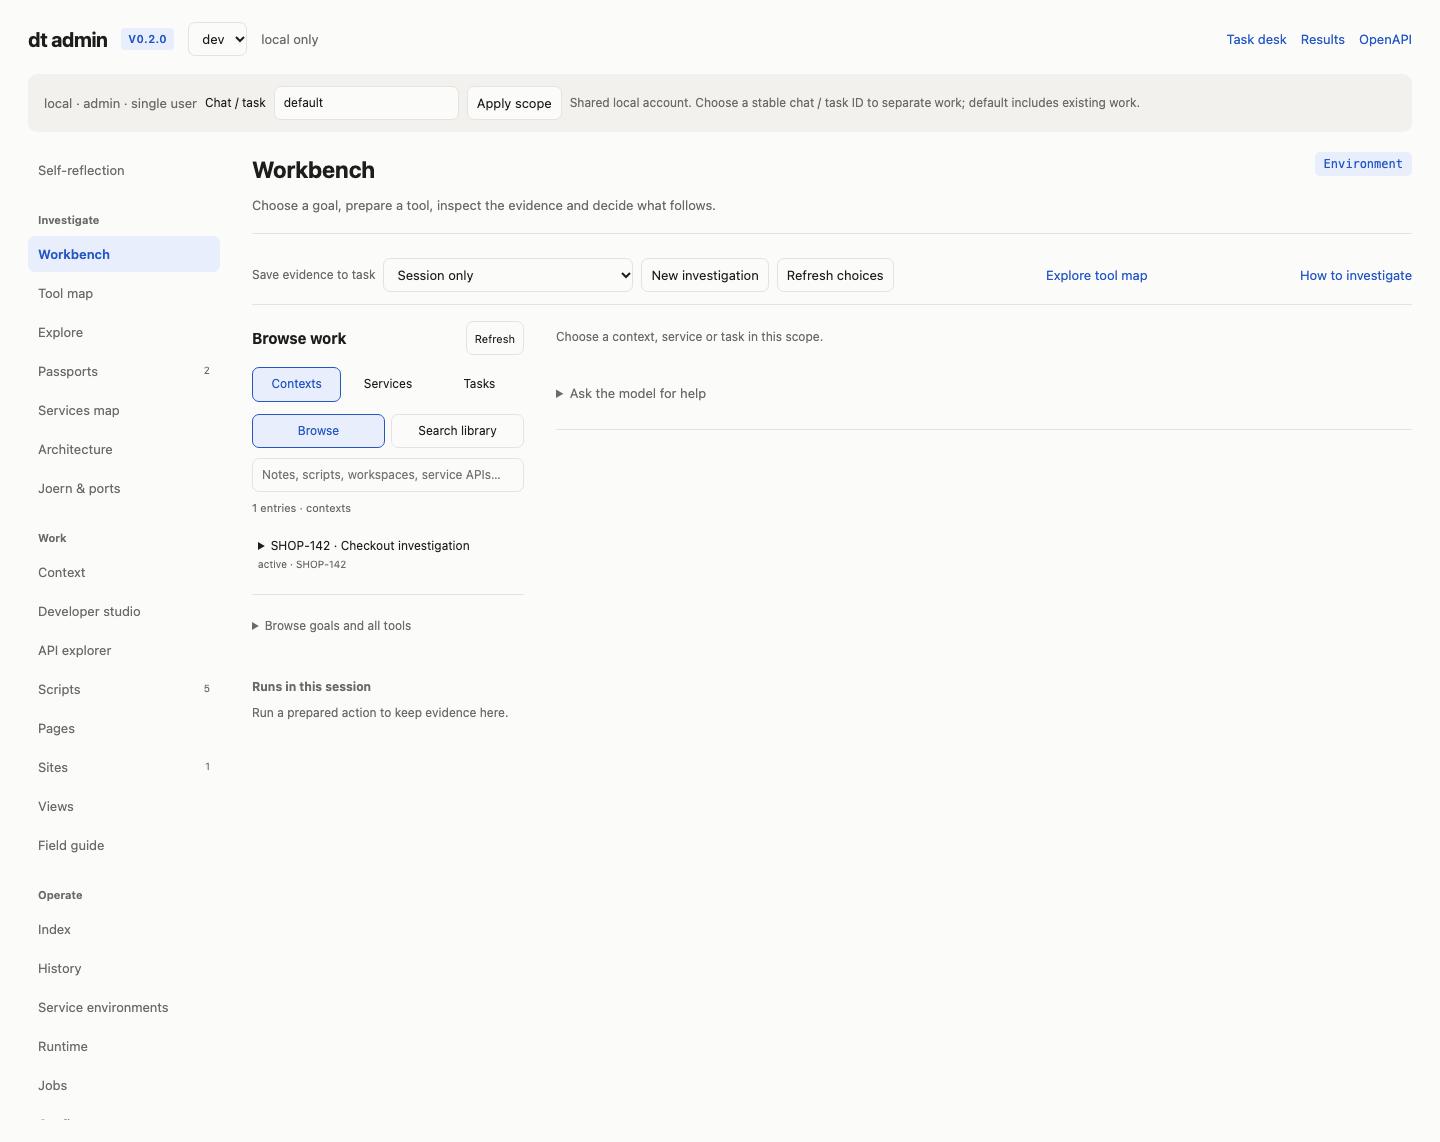 dt admin V0.2.0 dev local only Task desk Results OpenAPI
local · admin · single user Chat / task default Apply scope Shared local account. Choose a stable chat / task ID to separate work; default includes existing work.
Self-reflection
Investigate
Workbench
Tool map
Explore
Passports 2
Services map
Architecture
Joern & ports
Work
Context
Developer studio
API explorer
Scripts 5
Pages
Sites 1
Views
Field guide
Operate
Index
History
Service environments
Runtime
Jobs
Workbench Environment
Choose a goal, prepare a tool, inspect the evidence and decide what follows.
Save evidence to task Session only New investigation Refresh choices Explore tool map How to investigate
Browse work Refresh
Contexts Services Tasks
Browse Search library
Notes, scripts, workspaces, service APIs...
1 entries · contexts
SHOP-142 · Checkout investigation
active · SHOP-142
Browse goals and all tools
Runs in this session
Run a prepared action to keep evidence here.
Choose a context, service or task in this scope.
Ask the model for help